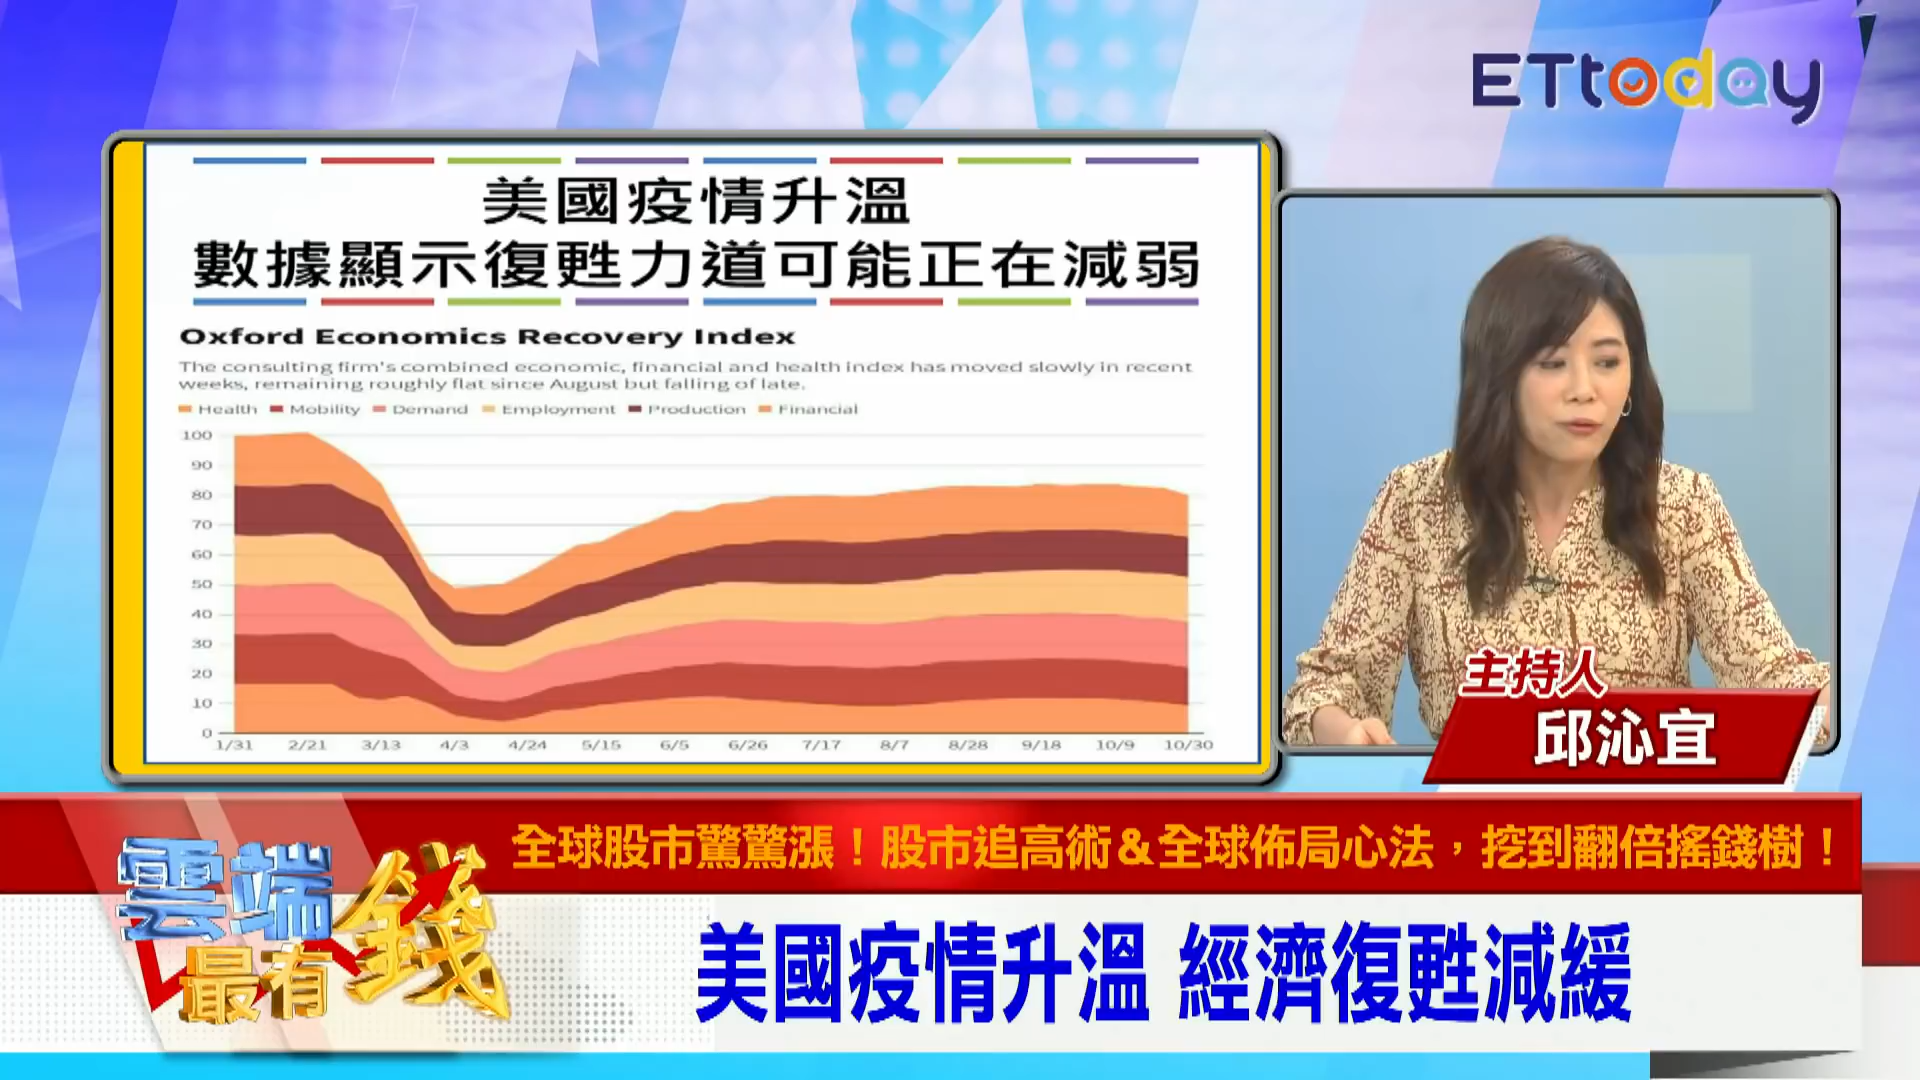 ETtoday
美國疫情升溫
數據顯示復甦力道可能正在減弱
Oxford Economics Recovery Index
The consulting firm's combined economic, financial and health index has moved slowly in recent
weeks, remaining roughly flat since August but falling of late.
Health Mobility Demand Employment Production Financial
100
90
80
70
60
50
40
30
20
10
0
1/31 2/21 3/13 4/3 4/24 5/15 6/5 6/26 7/17 8/7 8/28 9/18 10/9 10/30
主持人
邱沁宜
全球股市驚驚漲！股市追高術＆全球佈局心法，挖到翻倍搖錢樹！
雲端
最有錢
美國疫情升溫 經濟復甦減緩